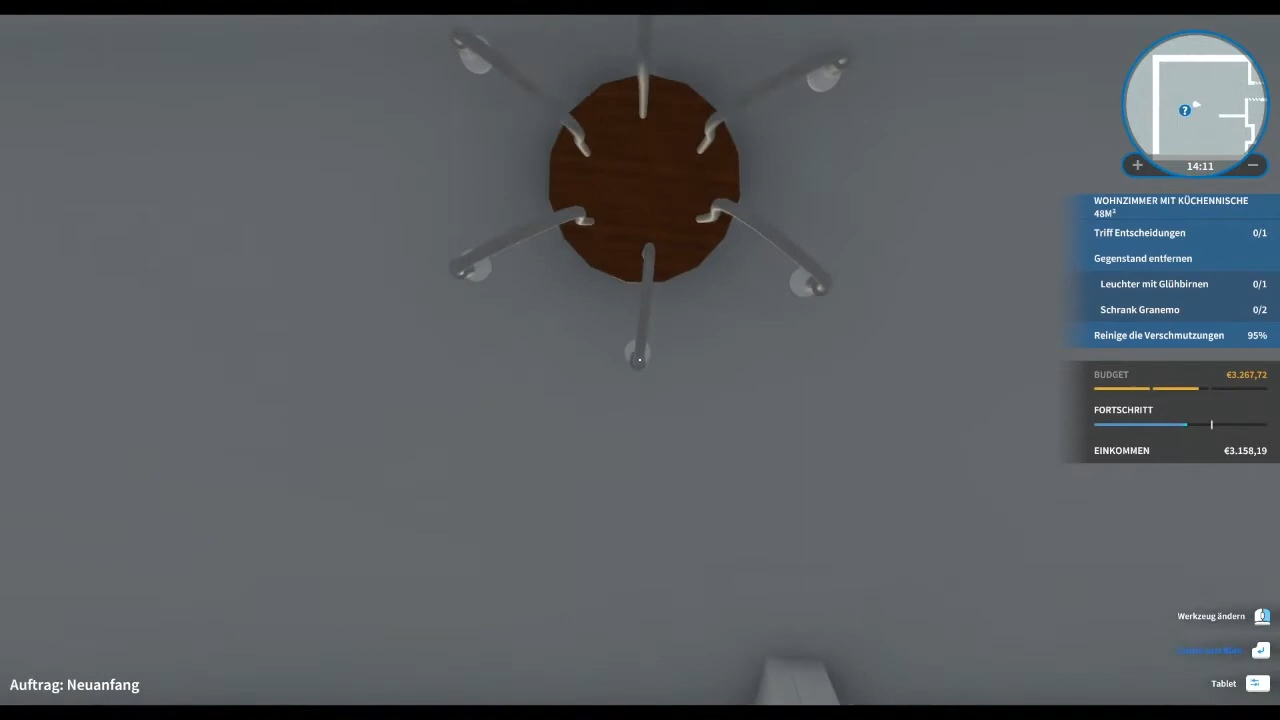 14:11
WOHNZIMMER MIT KÜCHENNISCHE
48M²
Triff Entscheidungen 0/1
Gegenstand entfernen
Leuchter mit Glühbirnen 0/1
Schrank Granemo 0/2
Reinige die Verschmutzungen 95%
BUDGET €3.267,72
FORTSCHRITT
EINKOMMEN €3.158,19
Werkzeug ändern
Tablet
Auftrag: Neuanfang